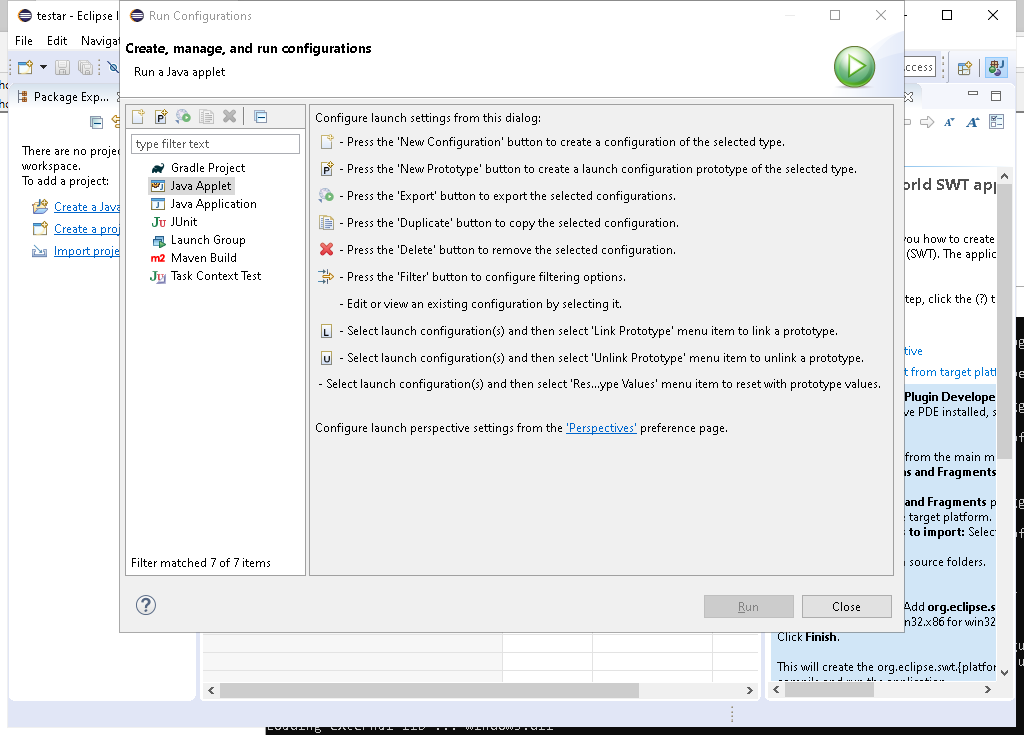 testar - Eclipse
Run Configurations
File Edit Navigat
Create, manage, and run configurations
Run a Java applet
ccess
Package Exp...
type filter text
There are no projec
workspace.
To add a project:
Create a Java
Create a proj
Import proje
Gradle Project
Java Applet
Java Application
JUnit
Launch Group
Maven Build
Task Context Test
Filter matched 7 of 7 items
Configure launch settings from this dialog:
- Press the 'New Configuration' button to create a configuration of the selected type.
- Press the 'New Prototype' button to create a launch configuration prototype of the selected type.
- Press the 'Export' button to export the selected configurations.
- Press the 'Duplicate' button to copy the selected configuration.
- Press the 'Delete' button to remove the selected configuration.
- Press the 'Filter' button to configure filtering options.
- Edit or view an existing configuration by selecting it.
- Select launch configuration(s) and then select 'Link Prototype' menu item to link a prototype.
- Select launch configuration(s) and then select 'Unlink Prototype' menu item to unlink a prototype.
- Select launch configuration(s) and then select 'Res...ype Values' menu item to reset with prototype values.
Configure launch perspective settings from the 'Perspectives' preference page.
Run Close
orld SWT app
you how to create
(SWT). The applic
tep, click the (?) t
tive
t from target platf
Plugin Develope
ve PDE installed, s
from the main m
ns and Fragments
and Fragments p
target platform.
to import: Selec
source folders.
Add org.eclipse.s
n32.x86 for win32
Click Finish.
This will create the org.eclipse.swt.{platfor
compile and run the application.
Loading external lib ... windows.dll